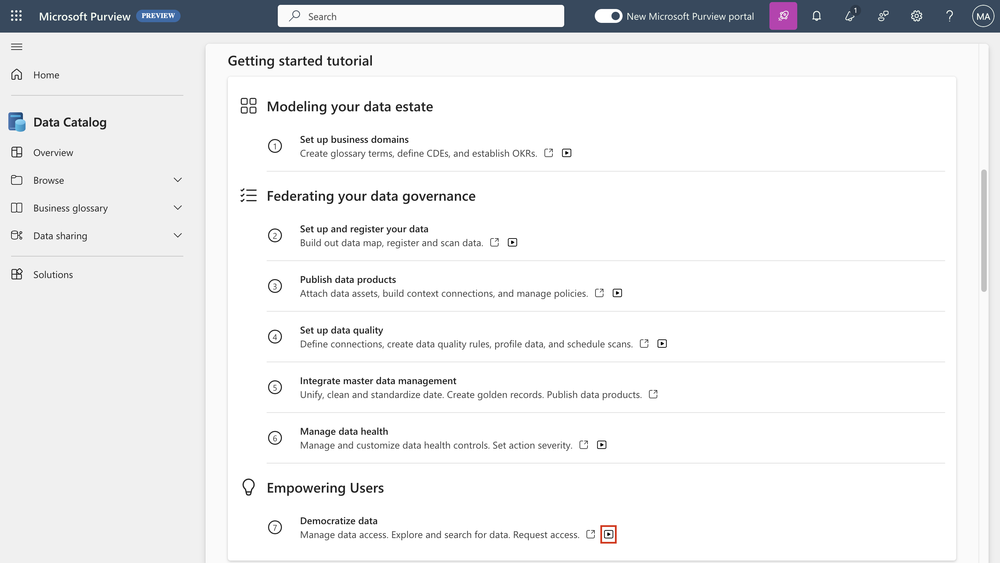 Microsoft Purview PREVIEW
Search
New Microsoft Purview portal
1
MA
Home
Data Catalog
Overview
Browse
Business glossary
Data sharing
Solutions
Getting started tutorial
Modeling your data estate
1
Set up business domains
Create glossary terms, define CDEs, and establish OKRs.
Federating your data governance
2
Set up and register your data
Build out data map, register and scan data.
3
Publish data products
Attach data assets, build context connections, and manage policies.
4
Set up data quality
Define connections, create data quality rules, profile data, and schedule scans.
5
Integrate master data management
Unify, clean and standardize date. Create golden records. Publish data products.
6
Manage data health
Manage and customize data health controls. Set action severity.
Empowering Users
7
Democratize data
Manage data access. Explore and search for data. Request access.